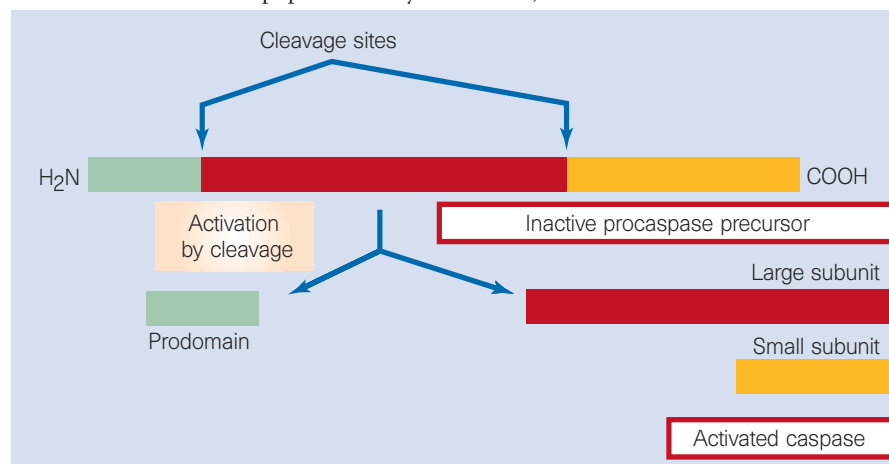 Cleavage sites
H₂N
COOH
Activation
by cleavage
Inactive procaspase precursor
Large subunit
Prodomain
Small subunit
Activated caspase